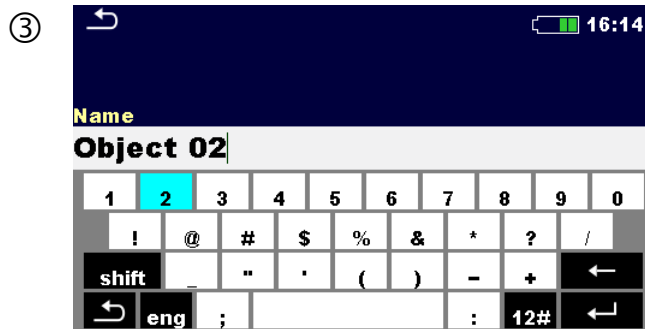 ③
16:14
Name
Object 02
1 2 3 4 5 6 7 8 9 0
! @ # $ % & * ? /
shift _ " ' ( ) - + ←
eng ; : 12# ↵